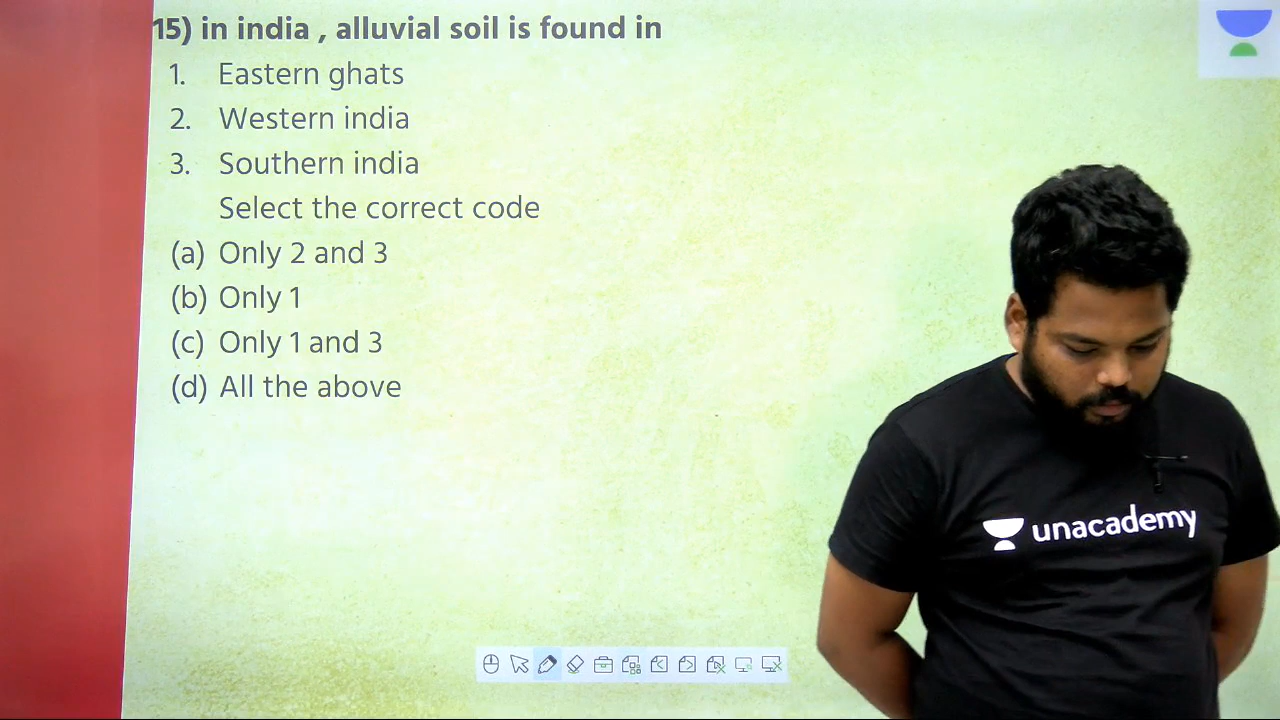 15) in india , alluvial soil is found in
1. Eastern ghats
2. Western india
3. Southern india
Select the correct code
(a) Only 2 and 3
(b) Only 1
(c) Only 1 and 3
(d) All the above
unacademy